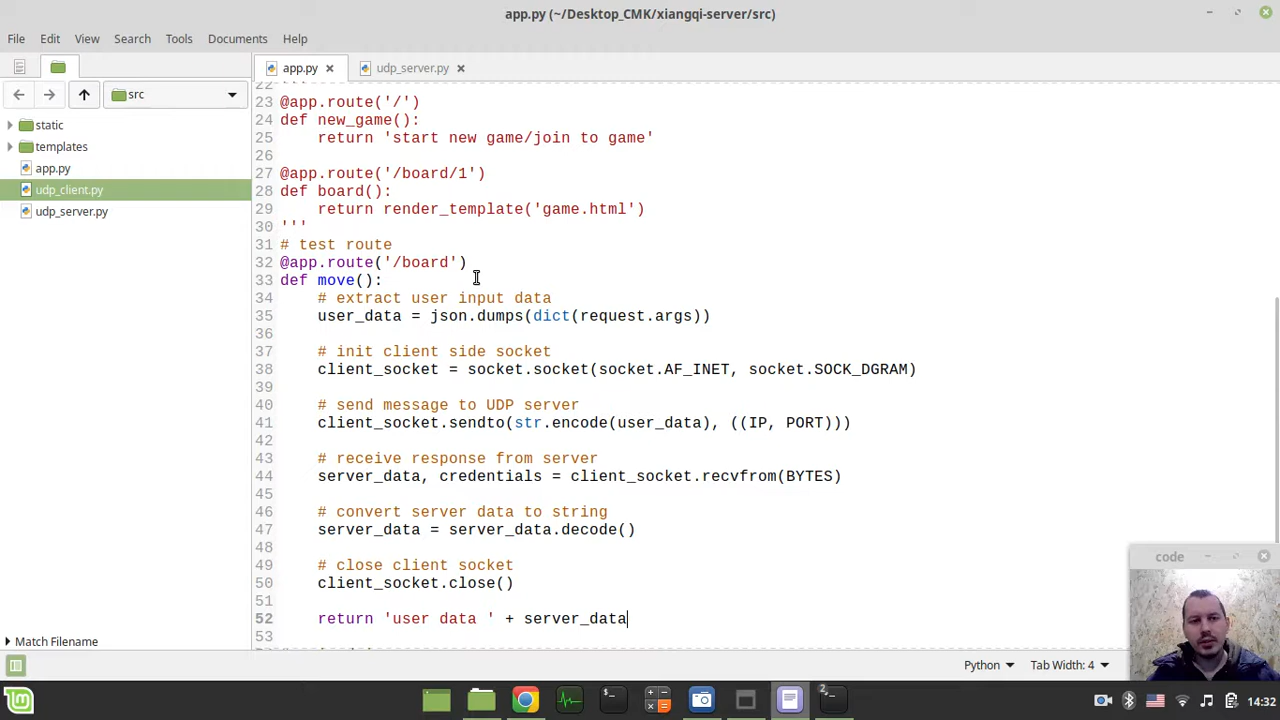 app.py (~/Desktop_CMK/xiangqi-server/src)
File Edit View Search Tools Documents Help
app.py
udp_server.py
src
static
templates
app.py
udp_client.py
udp_server.py
22 '''
23 @app.route('/')
24 def new_game():
25 return 'start new game/join to game'
26
27 @app.route('/board/1')
28 def board():
29 return render_template('game.html')
30 '''
31 # test route
32 @app.route('/board')
33 def move():
34 # extract user input data
35 user_data = json.dumps(dict(request.args))
36
37 # init client side socket
38 client_socket = socket.socket(socket.AF_INET, socket.SOCK_DGRAM)
39
40 # send message to UDP server
41 client_socket.sendto(str.encode(user_data), ((IP, PORT)))
42
43 # receive response from server
44 server_data, credentials = client_socket.recvfrom(BYTES)
45
46 # convert server data to string
47 server_data = server_data.decode()
48
49 # close client socket
50 client_socket.close()
51
52 return 'user data ' + server_data
53
code
Match Filename
Python Tab Width: 4
14:32